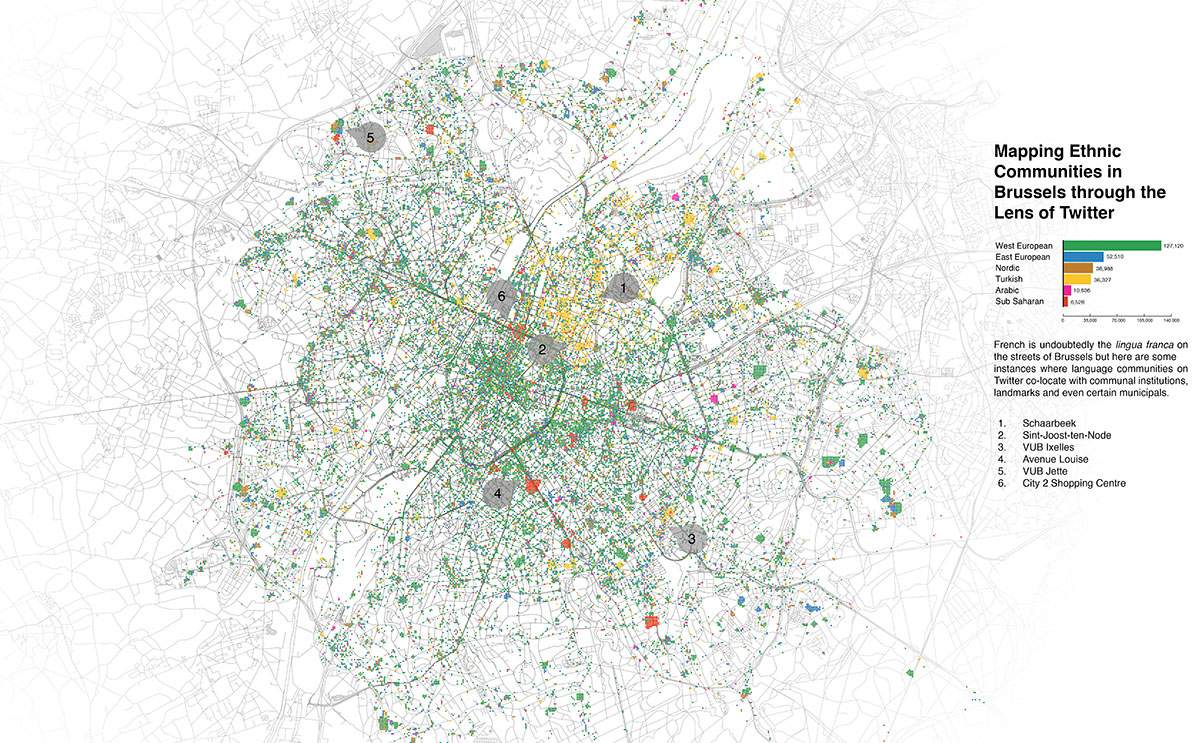 Mapping Ethnic
Communities in
Brussels through the
Lens of Twitter
West European 127,120
East European 52,510
Nordic 38,988
Turkish 36,327
Arabic 10,606
Sub Saharan 6,526
0 35,000 70,000 105,000 140,000
French is undoubtedly the lingua franca on
the streets of Brussels but here are some
instances where language communities on
Twitter co-locate with communal institutions,
landmarks and even certain municipals.
1. Schaarbeek
2. Sint-Joost-ten-Node
3. VUB Ixelles
4. Avenue Louise
5. VUB Jette
6. City 2 Shopping Centre
5
1
6
2
4
3